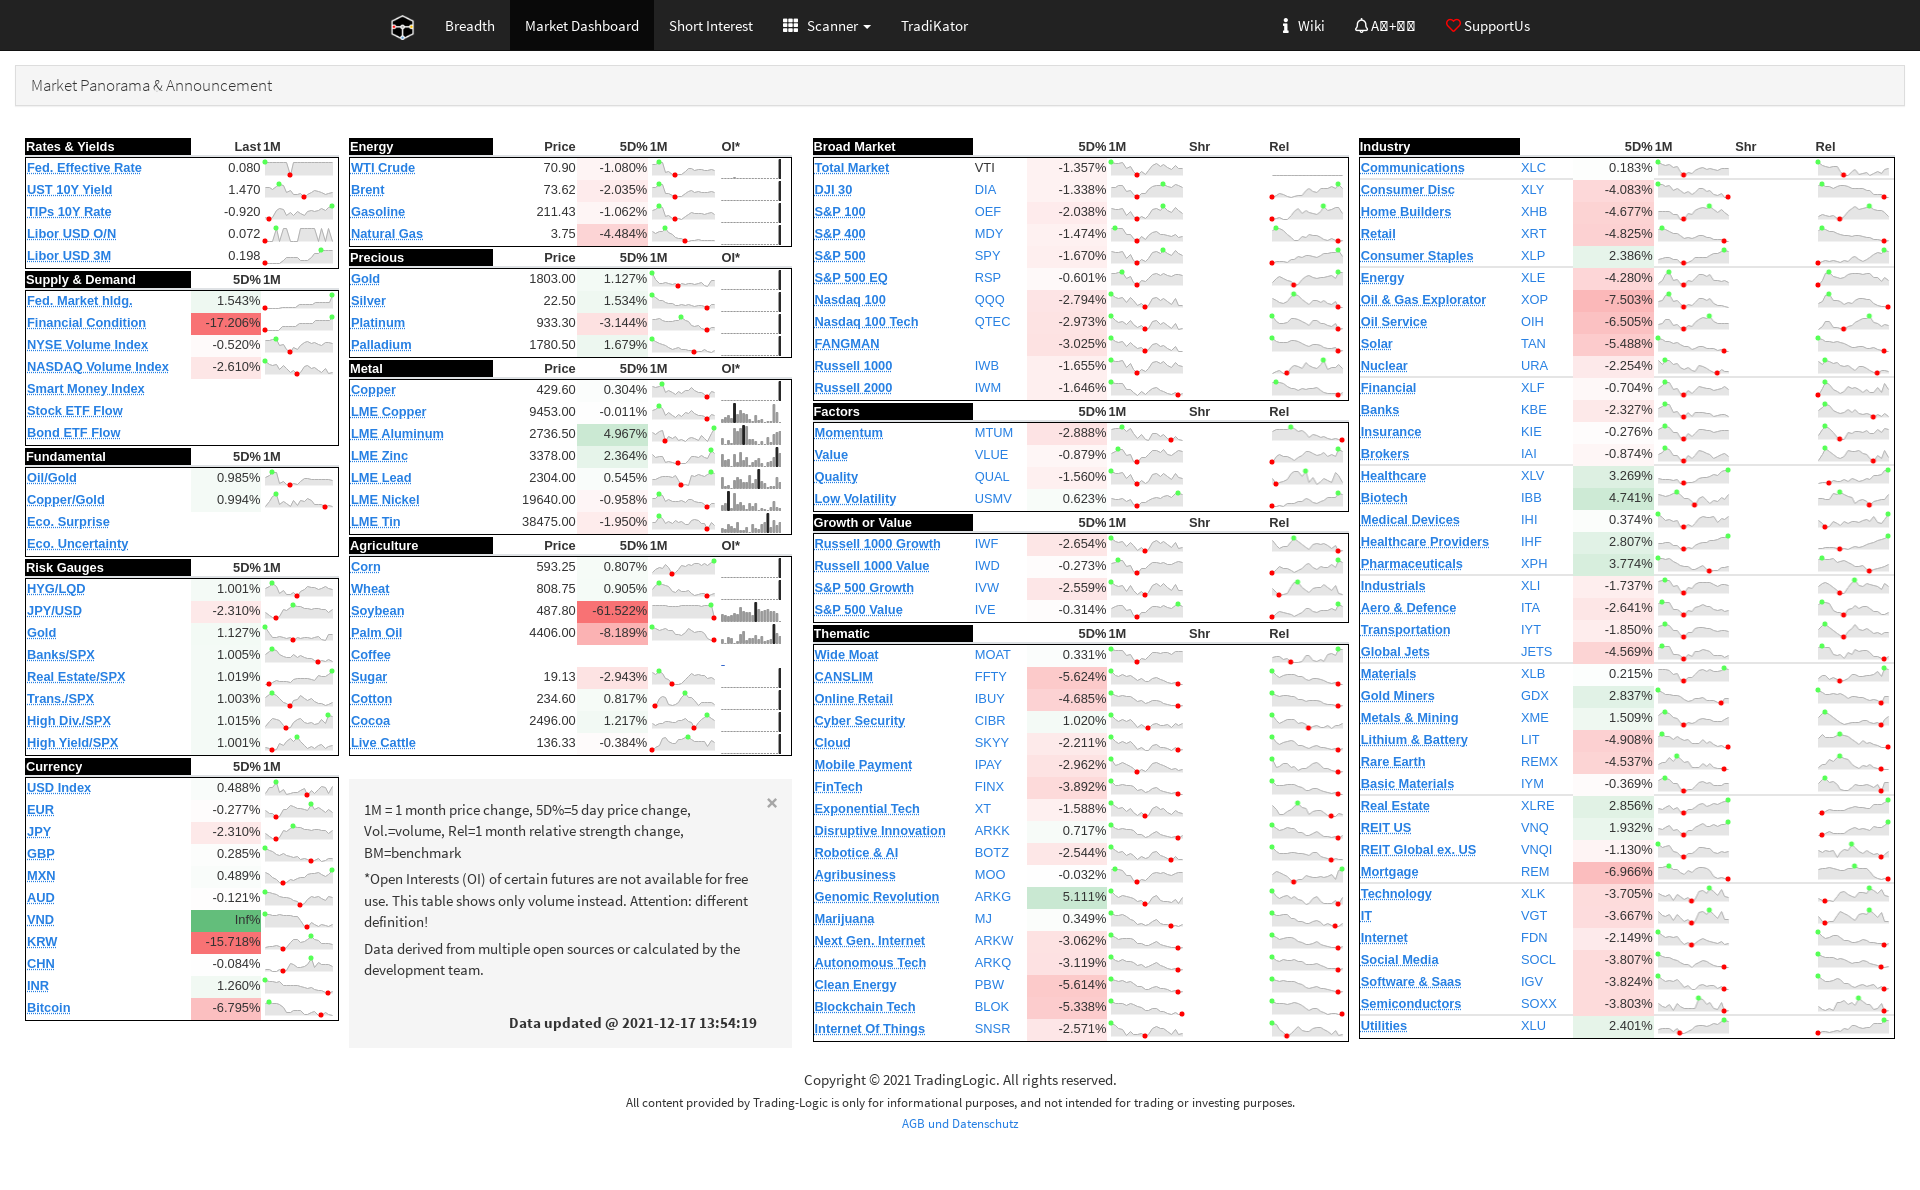 Breadth
Market Dashboard
Short Interest
Scanner
TradiKator
Wiki
SupportUs
Market Panorama & Announcement
Rates & Yields Last 1M
Fed. Effective Rate 0.080
UST 10Y Yield 1.470
TIPs 10Y Rate -0.920
Libor USD O/N 0.072
Libor USD 3M 0.198
Supply & Demand 5D% 1M
Fed. Market hldg. 1.543%
Financial Condition -17.206%
NYSE Volume Index -0.520%
NASDAQ Volume Index -2.610%
Smart Money Index
Stock ETF Flow
Bond ETF Flow
Fundamental 5D% 1M
Oil/Gold 0.985%
Copper/Gold 0.994%
Eco. Surprise
Eco. Uncertainty
Risk Gauges 5D% 1M
HYG/LQD 1.001%
JPY/USD -2.310%
Gold 1.127%
Banks/SPX 1.005%
Real Estate/SPX 1.019%
Trans./SPX 1.003%
High Div./SPX 1.015%
High Yield/SPX 1.001%
Currency 5D% 1M
USD Index 0.488%
EUR -0.277%
JPY -2.310%
GBP 0.285%
MXN 0.489%
AUD -0.121%
VND Inf%
KRW -15.718%
CHN -0.084%
INR 1.260%
Bitcoin -6.795%
Energy Price 5D% 1M OI*
WTI Crude 70.90 -1.080%
Brent 73.62 -2.035%
Gasoline 211.43 -1.062%
Natural Gas 3.75 -4.484%
Precious Price 5D% 1M OI*
Gold 1803.00 1.127%
Silver 22.50 1.534%
Platinum 933.30 -3.144%
Palladium 1780.50 1.679%
Metal Price 5D% 1M OI*
Copper 429.60 0.304%
LME Copper 9453.00 -0.011%
LME Aluminum 2736.50 4.967%
LME Zinc 3378.00 2.364%
LME Lead 2304.00 0.545%
LME Nickel 19640.00 -0.958%
LME Tin 38475.00 -1.950%
Agriculture Price 5D% 1M OI*
Corn 593.25 0.807%
Wheat 808.75 0.905%
Soybean 487.80 -61.522%
Palm Oil 4406.00 -8.189%
Coffee
Sugar 19.13 -2.943%
Cotton 234.60 0.817%
Cocoa 2496.00 1.217%
Live Cattle 136.33 -0.384%
×
1M = 1 month price change, 5D%=5 day price change,
Vol.=volume, Rel=1 month relative strength change,
BM=benchmark
*Open Interests (OI) of certain futures are not available for free
use. This table shows only volume instead. Attention: different
definition!
Data derived from multiple open sources or calculated by the
development team.
Data updated @ 2021-12-17 13:54:19
Broad Market 5D% 1M Shr Rel
Total Market VTI -1.357%
DJI 30 DIA -1.338%
S&P 100 OEF -2.038%
S&P 400 MDY -1.474%
S&P 500 SPY -1.670%
S&P 500 EQ RSP -0.601%
Nasdaq 100 QQQ -2.794%
Nasdaq 100 Tech QTEC -2.973%
FANGMAN -3.025%
Russell 1000 IWB -1.655%
Russell 2000 IWM -1.646%
Factors 5D% 1M Shr Rel
Momentum MTUM -2.888%
Value VLUE -0.879%
Quality QUAL -1.560%
Low Volatility USMV 0.623%
Growth or Value 5D% 1M Shr Rel
Russell 1000 Growth IWF -2.654%
Russell 1000 Value IWD -0.273%
S&P 500 Growth IVW -2.559%
S&P 500 Value IVE -0.314%
Thematic 5D% 1M Shr Rel
Wide Moat MOAT 0.331%
CANSLIM FFTY -5.624%
Online Retail IBUY -4.685%
Cyber Security CIBR 1.020%
Cloud SKYY -2.211%
Mobile Payment IPAY -2.962%
FinTech FINX -3.892%
Exponential Tech XT -1.588%
Disruptive Innovation ARKK 0.717%
Robotice & AI BOTZ -2.544%
Agribusiness MOO -0.032%
Genomic Revolution ARKG 5.111%
Marijuana MJ 0.349%
Next Gen. Internet ARKW -3.062%
Autonomous Tech ARKQ -3.119%
Clean Energy PBW -5.614%
Blockchain Tech BLOK -5.338%
Internet Of Things SNSR -2.571%
Industry 5D% 1M Shr Rel
Communications XLC 0.183%
Consumer Disc XLY -4.083%
Home Builders XHB -4.677%
Retail XRT -4.825%
Consumer Staples XLP 2.386%
Energy XLE -4.280%
Oil & Gas Explorator XOP -7.503%
Oil Service OIH -6.505%
Solar TAN -5.488%
Nuclear URA -2.254%
Financial XLF -0.704%
Banks KBE -2.327%
Insurance KIE -0.276%
Brokers IAI -0.874%
Healthcare XLV 3.269%
Biotech IBB 4.741%
Medical Devices IHI 0.374%
Healthcare Providers IHF 2.807%
Pharmaceuticals XPH 3.774%
Industrials XLI -1.737%
Aero & Defence ITA -2.641%
Transportation IYT -1.850%
Global Jets JETS -4.569%
Materials XLB 0.215%
Gold Miners GDX 2.837%
Metals & Mining XME 1.509%
Lithium & Battery LIT -4.908%
Rare Earth REMX -4.537%
Basic Materials IYM -0.369%
Real Estate XLRE 2.856%
REIT US VNQ 1.932%
REIT Global ex. US VNQI -1.130%
Mortgage REM -6.966%
Technology XLK -3.705%
IT VGT -3.667%
Internet FDN -2.149%
Social Media SOCL -3.807%
Software & Saas IGV -3.824%
Semiconductors SOXX -3.803%
Utilities XLU 2.401%
Copyright © 2021 TradingLogic. All rights reserved.
All content provided by Trading-Logic is only for informational purposes, and not intended for trading or investing purposes.
AGB und Datenschutz